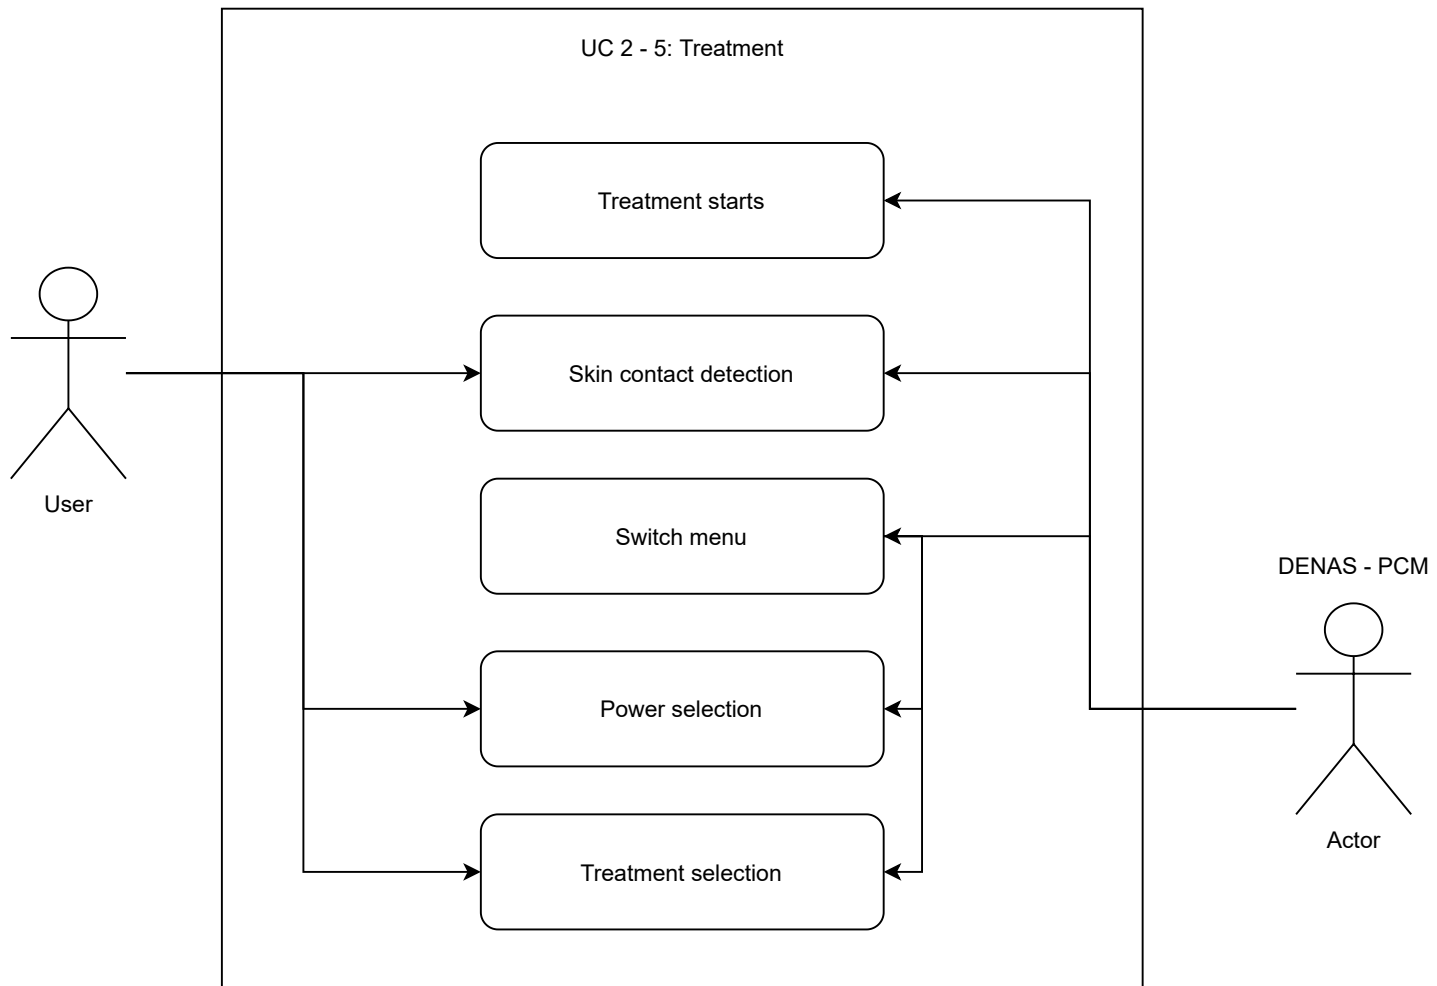 UC 2 - 5: Treatment
Treatment starts
Skin contact detection
User
Switch menu
DENAS - PCM
Power selection
Actor
Treatment selection